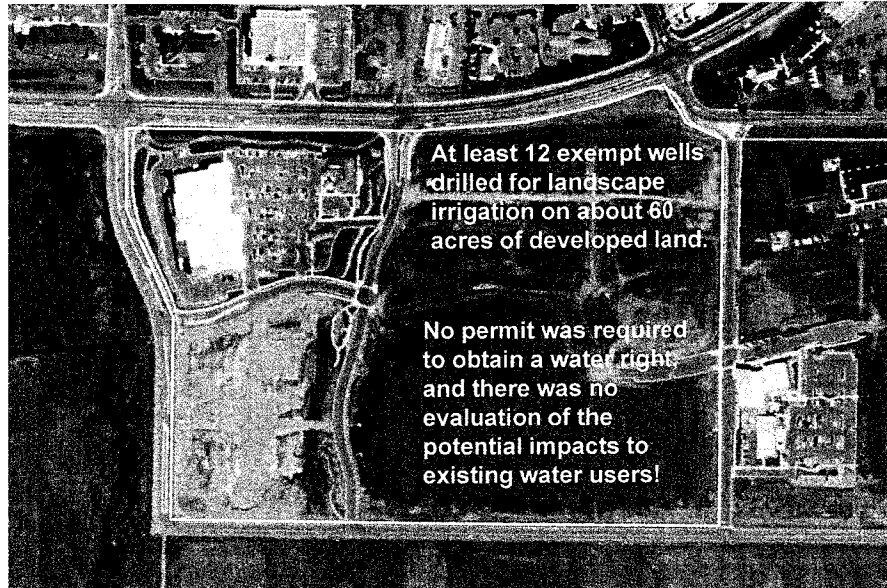 At least 12 exempt wells
drilled for landscape
irrigation on about 60
acres of developed land.
No permit was required
to obtain a water right
and there was no
evaluation of the
potential impacts to
existing water users!